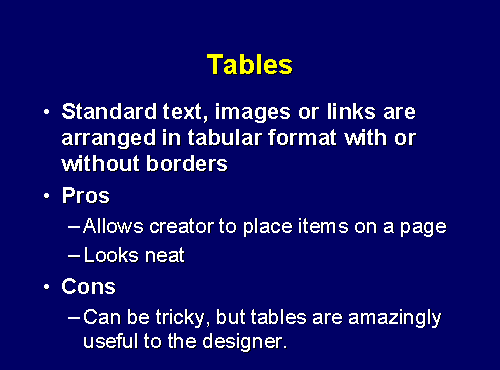 Tables
• Standard text, images or links are
arranged in tabular format with or
without borders
• Pros
– Allows creator to place items on a page
– Looks neat
• Cons
– Can be tricky, but tables are amazingly
useful to the designer.